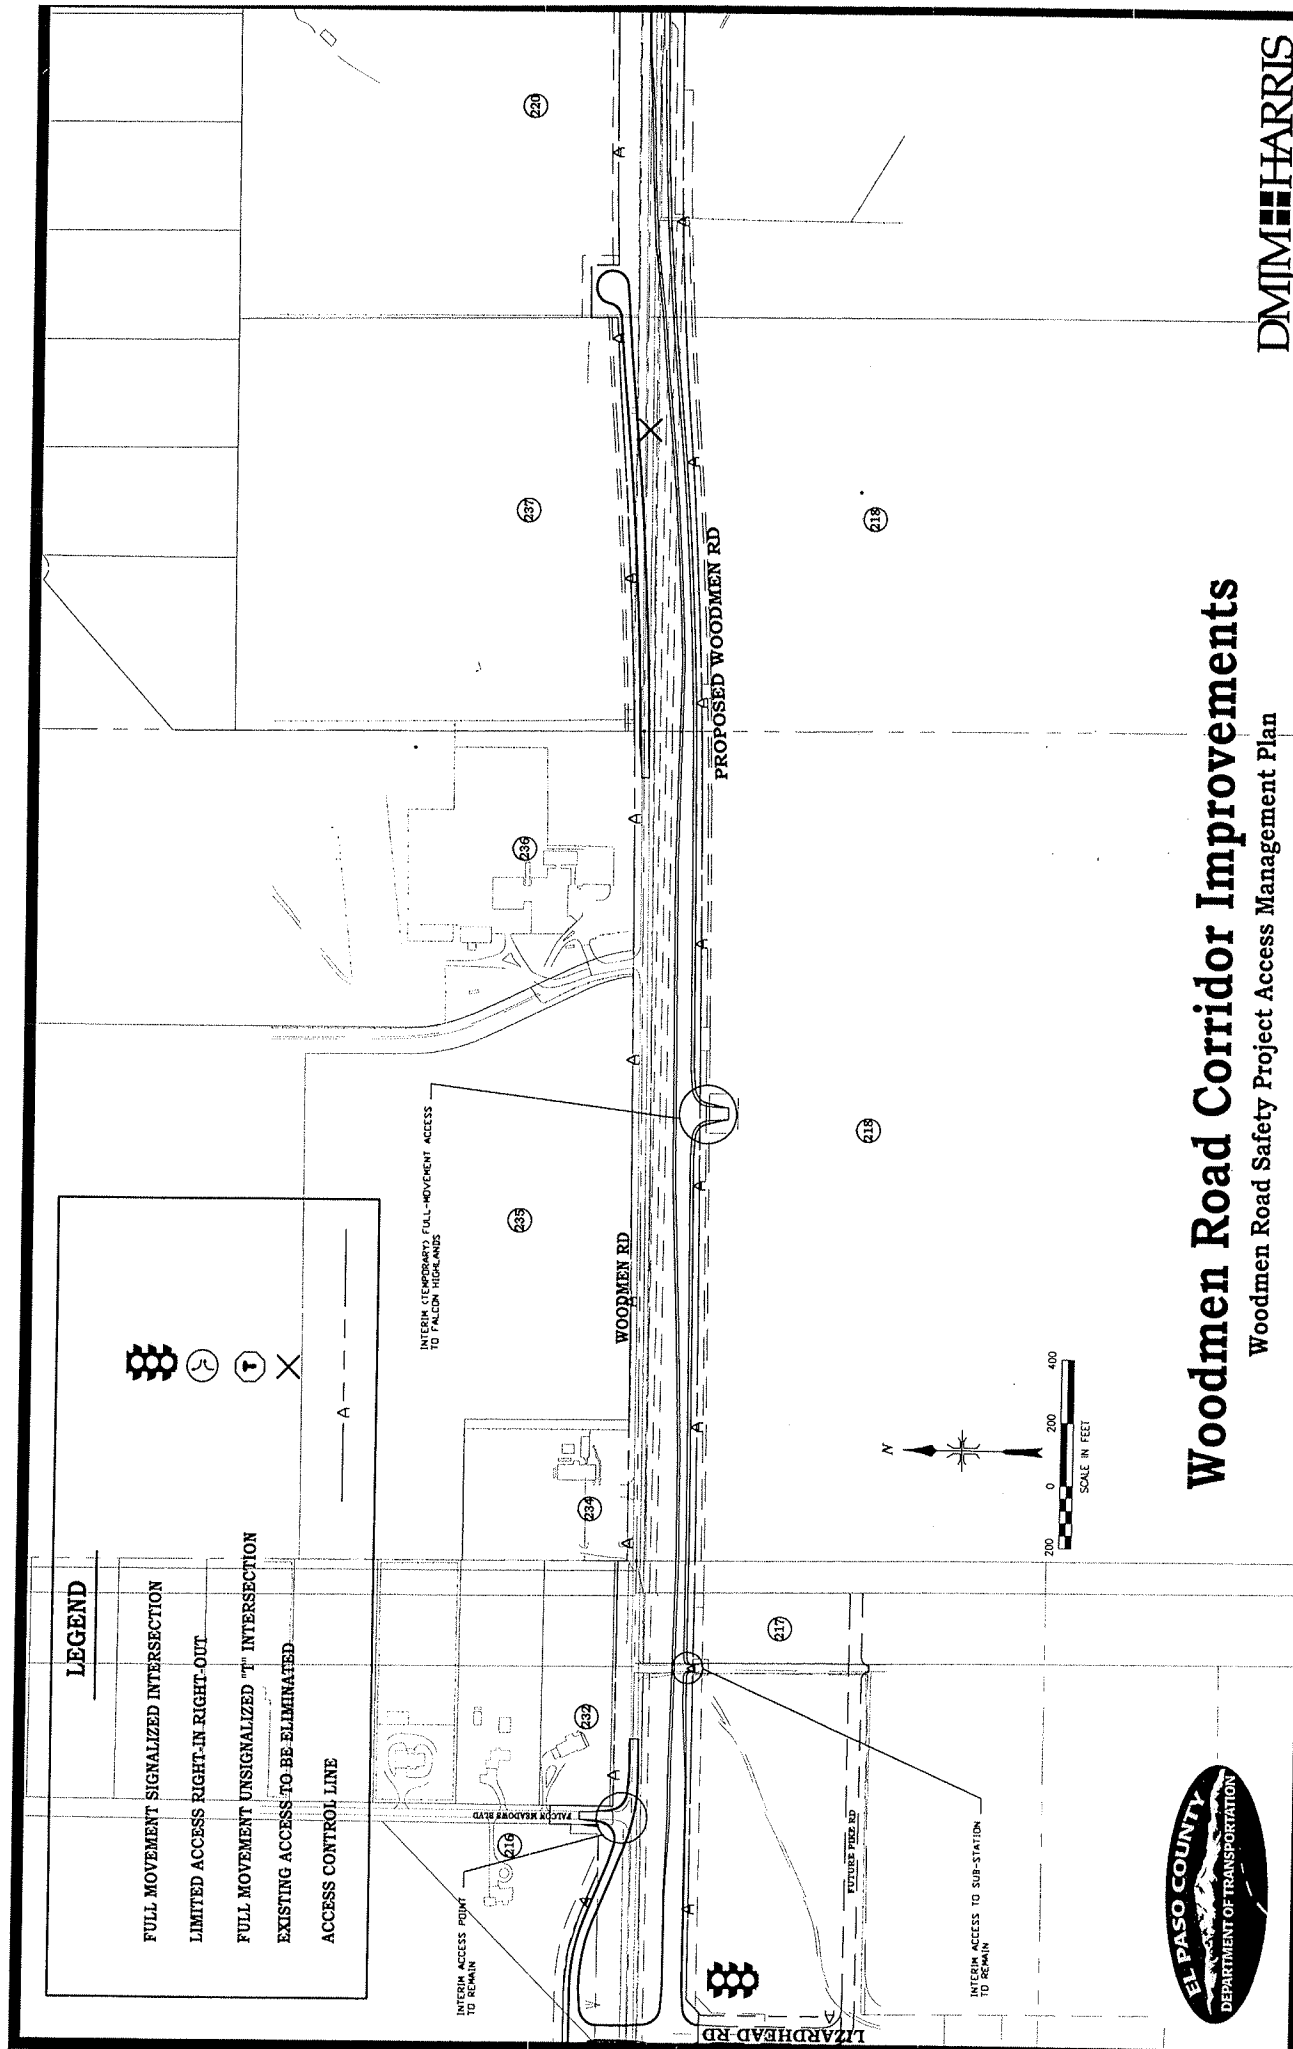 LEGEND
FULL MOVEMENT SIGNALIZED INTERSECTION
LIMITED ACCESS RIGHT-IN-RIGHT-OUT
FULL MOVEMENT UNSIGNALIZED "T" INTERSECTION
T
EXISTING ACCESS TO BE ELIMINATED
ACCESS CONTROL LINE
A
INTERIM ACCESS POINT
TO REMAIN
216
FALCON MEADOWS BLVD
232
234
235
INTERIM (TEMPORARY) FULL-MOVEMENT ACCESS
TO FALCON HIGHLANDS
236
237
220
A
A
A
A
A
A
A
A
A
A
WOODMEN RD
PROPOSED WOODMEN RD
A
A
A
A
A
A
A
A
A
A
LIZARDHEAD RD
FUTURE PIKE RD
217
218
218
INTERIM ACCESS TO SUB-STATION
TO REMAIN
N
200 0 200 400
SCALE IN FEET
EL PASO COUNTY
DEPARTMENT OF TRANSPORTATION
Woodmen Road Corridor Improvements
Woodmen Road Safety Project Access Management Plan
DMJM HARRIS